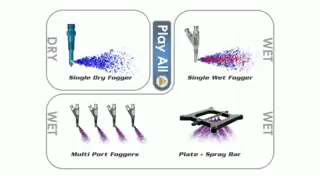 DRY
Single Dry Fogger
Play All
WET
Single Wet Fogger
WET
Multi Port Foggers
Plate - Spray Bar
WET